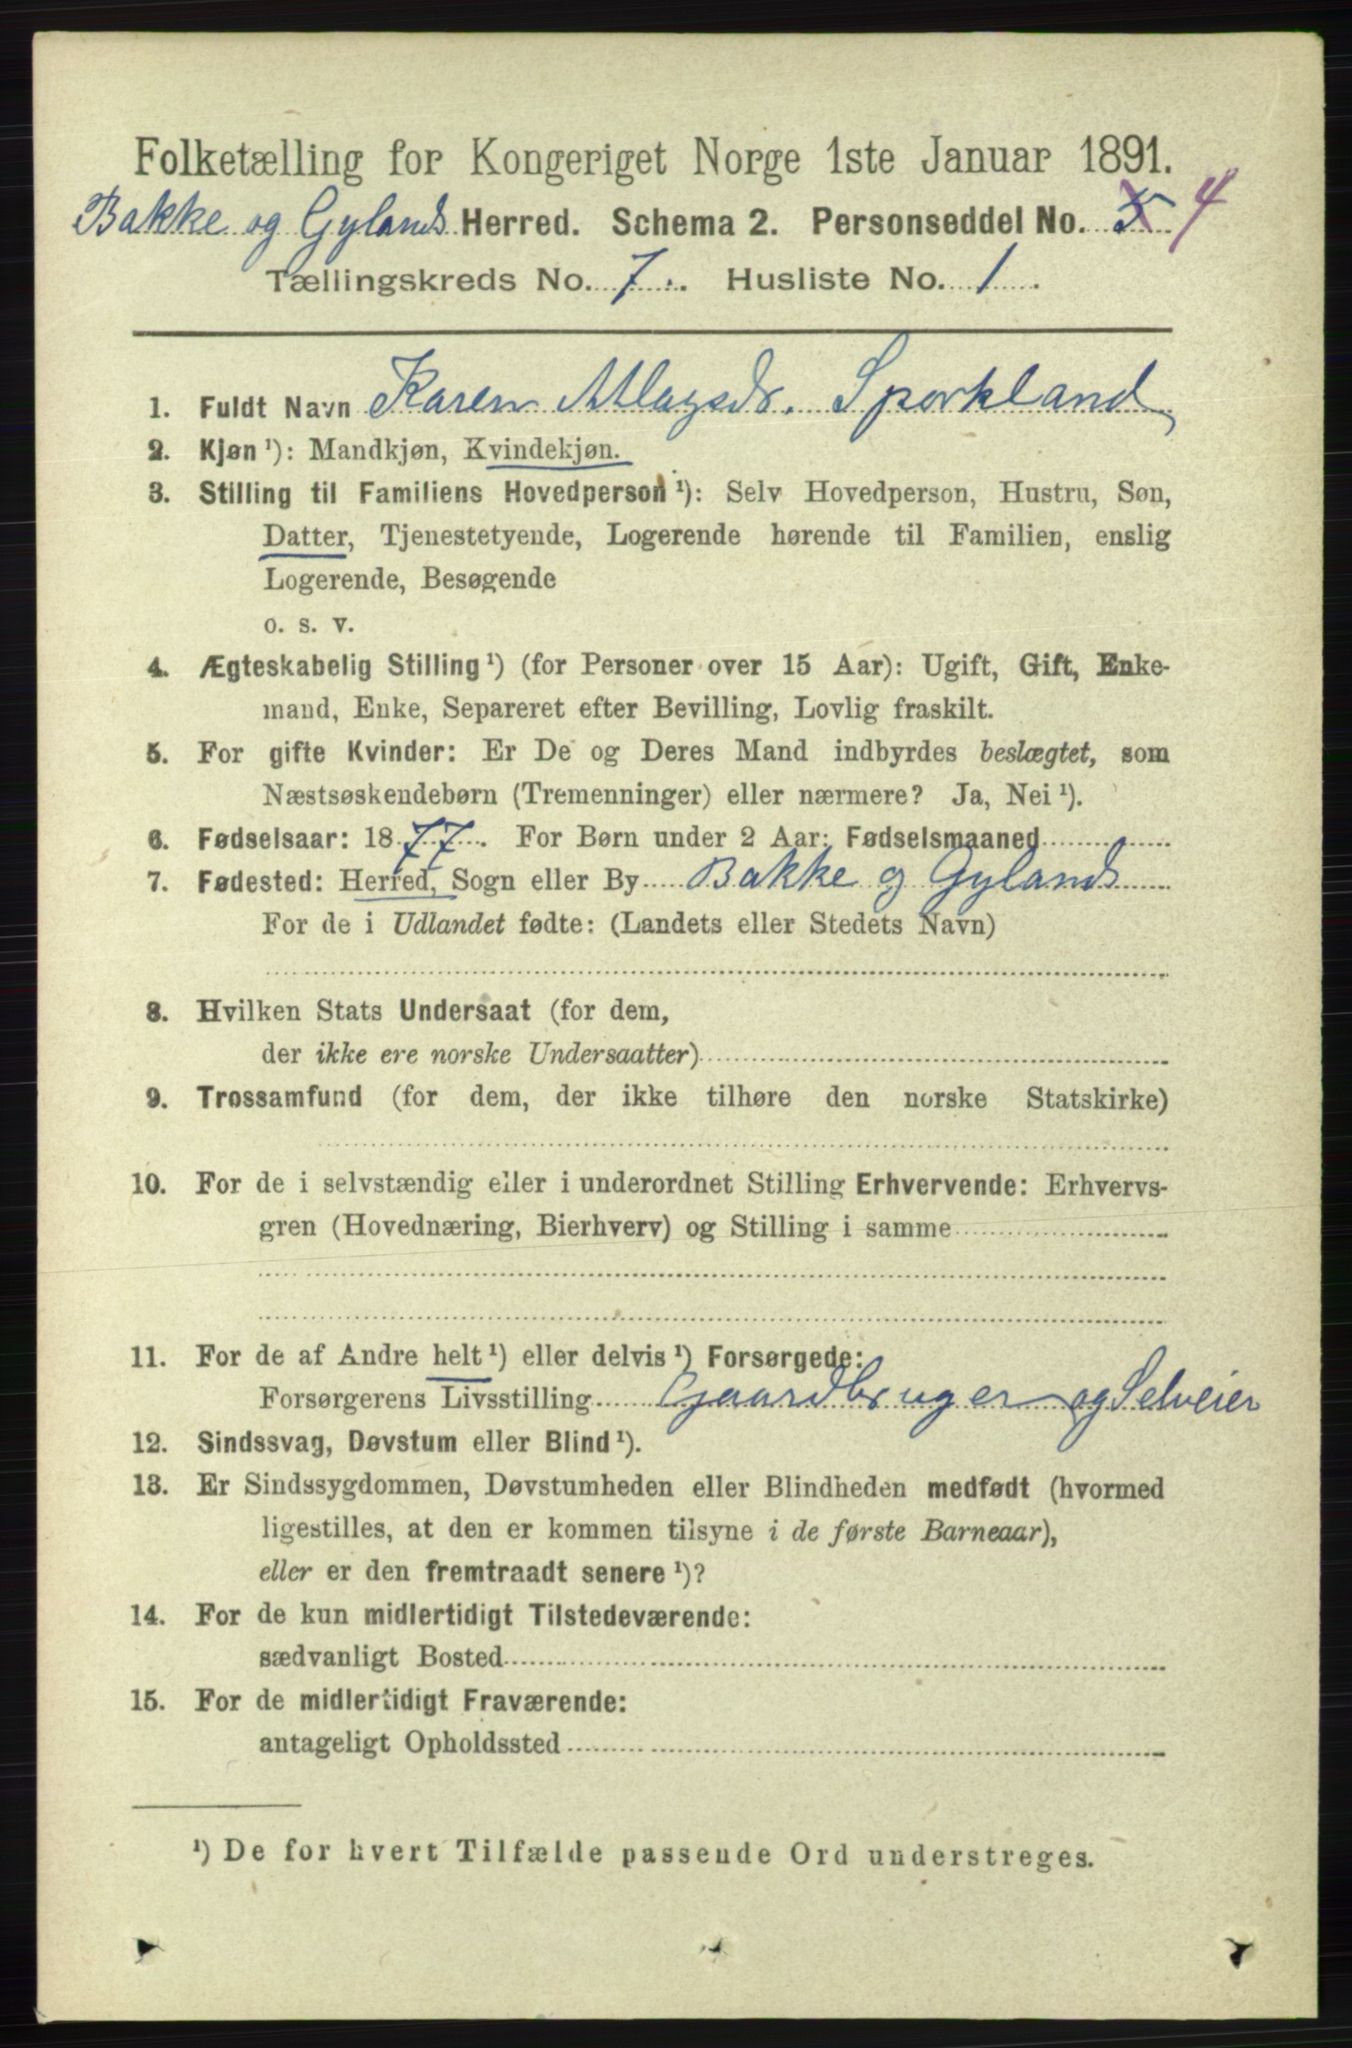 Folketælling for Kongeriget Norge 1ste Januar 1891.
Bakke og Gylands Herred. Schema 2. Personseddel No. 5 4
Tællingskreds No. 7. Husliste No. 1.
1. Fuldt Navn Karen Atlagsdr. Sporkland
2. Kjøn ¹): Mandkjøn, Kvindekjøn.
3. Stilling til Familiens Hovedperson ¹): Selv Hovedperson, Hustru, Søn,
Datter, Tjenestetyende, Logerende hørende til Familien, enslig
Logerende, Besøgende
o. s. v.
4. Ægteskabelig Stilling ¹) (for Personer over 15 Aar): Ugift, Gift, Enke-
mand, Enke, Separeret efter Bevilling, Lovlig fraskilt.
5. For gifte Kvinder: Er De og Deres Mand indbyrdes beslægtet, som
Næstsøskendebørn (Tremenninger) eller nærmere? Ja, Nei ¹).
6. Fødselsaar: 1877. For Børn under 2 Aar: Fødselsmaaned
7. Fødested: Herred, Sogn eller By Bakke og Gylands
For de i Udlandet fødte: (Landets eller Stedets Navn)
8. Hvilken Stats Undersaat (for dem,
der ikke ere norske Undersaatter)
9. Trossamfund (for dem, der ikke tilhøre den norske Statskirke)
10. For de i selvstændig eller i underordnet Stilling Erhvervende: Erhvervs-
gren (Hovednæring, Bierhverv) og Stilling i samme
11. For de af Andre helt ¹) eller delvis ¹) Forsørgede:
Forsørgerens Livsstilling Gaardbruger og Selveier
12. Sindssvag, Døvstum eller Blind ¹).
13. Er Sindssygdommen, Døvstumheden eller Blindheden medfødt (hvormed
ligestilles, at den er kommen tilsyne i de første Barneaar),
eller er den fremtraadt senere ¹)?
14. For de kun midlertidigt Tilstedeværende:
sædvanligt Bosted
15. For de midlertidigt Fraværende:
antageligt Opholdssted
¹) De for hvert Tilfælde passende Ord understreges.